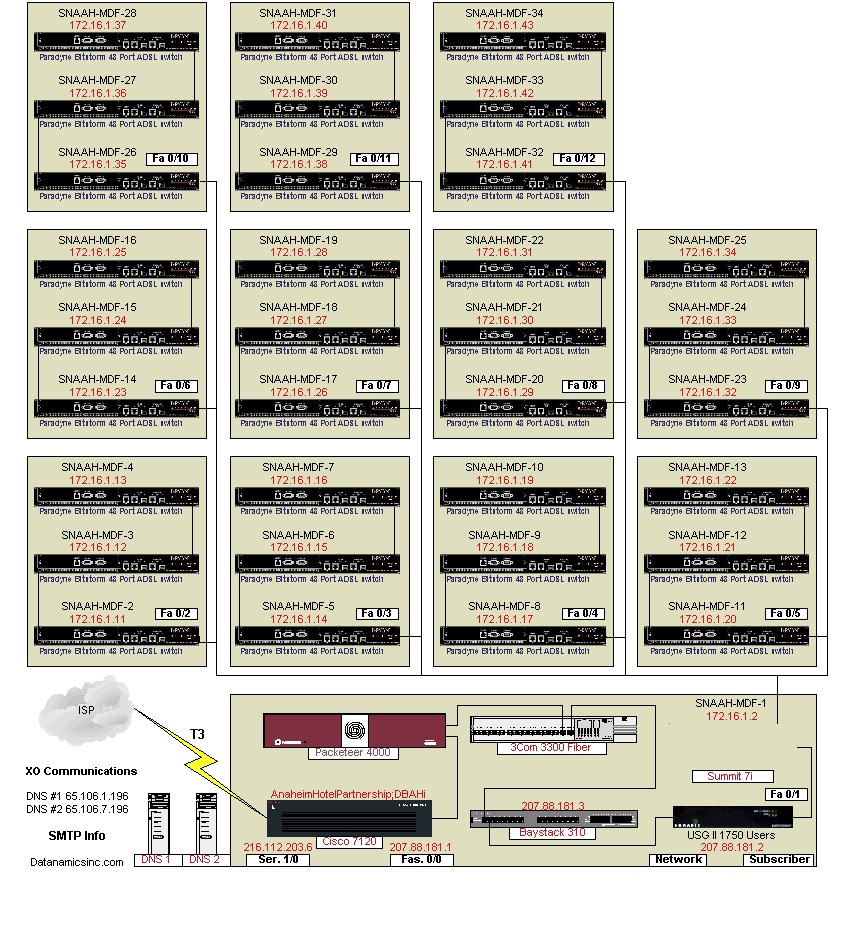 SNAAH-MDF-28
172.16.1.37
Paradyne Bitstorm 48 Port ADSL switch
SNAAH-MDF-27
172.16.1.36
Paradyne Bitstorm 48 Port ADSL switch
SNAAH-MDF-26
172.16.1.35
Fa 0/10
Paradyne Bitstorm 48 Port ADSL switch
SNAAH-MDF-31
172.16.1.40
Paradyne Bitstorm 48 Port ADSL switch
SNAAH-MDF-30
172.16.1.39
Paradyne Bitstorm 48 Port ADSL switch
SNAAH-MDF-29
172.16.1.38
Fa 0/11
Paradyne Bitstorm 48 Port ADSL switch
SNAAH-MDF-34
172.16.1.43
Paradyne Bitstorm 48 Port ADSL switch
SNAAH-MDF-33
172.16.1.42
Paradyne Bitstorm 48 Port ADSL switch
SNAAH-MDF-32
172.16.1.41
Fa 0/12
Paradyne Bitstorm 48 Port ADSL switch
SNAAH-MDF-16
172.16.1.25
Paradyne Bitstorm 48 Port ADSL switch
SNAAH-MDF-15
172.16.1.24
Paradyne Bitstorm 48 Port ADSL switch
SNAAH-MDF-14
172.16.1.23
Fa 0/6
Paradyne Bitstorm 48 Port ADSL switch
SNAAH-MDF-19
172.16.1.28
Paradyne Bitstorm 48 Port ADSL switch
SNAAH-MDF-18
172.16.1.27
Paradyne Bitstorm 48 Port ADSL switch
SNAAH-MDF-17
172.16.1.26
Fa 0/7
Paradyne Bitstorm 48 Port ADSL switch
SNAAH-MDF-22
172.16.1.31
Paradyne Bitstorm 48 Port ADSL switch
SNAAH-MDF-21
172.16.1.30
Paradyne Bitstorm 48 Port ADSL switch
SNAAH-MDF-20
172.16.1.29
Fa 0/8
Paradyne Bitstorm 48 Port ADSL switch
SNAAH-MDF-25
172.16.1.34
Paradyne Bitstorm 48 Port ADSL switch
SNAAH-MDF-24
172.16.1.33
Paradyne Bitstorm 48 Port ADSL switch
SNAAH-MDF-23
172.16.1.32
Fa 0/9
Paradyne Bitstorm 48 Port ADSL switch
SNAAH-MDF-4
172.16.1.13
Paradyne Bitstorm 48 Port ADSL switch
SNAAH-MDF-3
172.16.1.12
Paradyne Bitstorm 48 Port ADSL switch
SNAAH-MDF-2
172.16.1.11
Fa 0/2
Paradyne Bitstorm 48 Port ADSL switch
SNAAH-MDF-7
172.16.1.16
Paradyne Bitstorm 48 Port ADSL switch
SNAAH-MDF-6
172.16.1.15
Paradyne Bitstorm 48 Port ADSL switch
SNAAH-MDF-5
172.16.1.14
Fa 0/3
Paradyne Bitstorm 48 Port ADSL switch
SNAAH-MDF-10
172.16.1.19
Paradyne Bitstorm 48 Port ADSL switch
SNAAH-MDF-9
172.16.1.18
Paradyne Bitstorm 48 Port ADSL switch
SNAAH-MDF-8
172.16.1.17
Fa 0/4
Paradyne Bitstorm 48 Port ADSL switch
SNAAH-MDF-13
172.16.1.22
Paradyne Bitstorm 48 Port ADSL switch
SNAAH-MDF-12
172.16.1.21
Paradyne Bitstorm 48 Port ADSL switch
SNAAH-MDF-11
172.16.1.20
Fa 0/5
Paradyne Bitstorm 48 Port ADSL switch
ISP
T3
XO Communications
DNS #1 65.106.1.196
DNS #2 65.106.7.196
SMTP Info
Datanamicsinc.com
DNS 1
DNS 2
Packeteer 4000
3Com 3300 Fiber
SNAAH-MDF-1
172.16.1.2
Summit 7i
Fa 0/1
AnaheimHotelPartnership;DBAHi
Cisco 7120
216.112.203.6
207.88.181.1
Ser. 1/0
Fas. 0/0
207.88.181.3
Baystack 310
USG II 1750 Users
207.88.181.2
Network
Subscriber